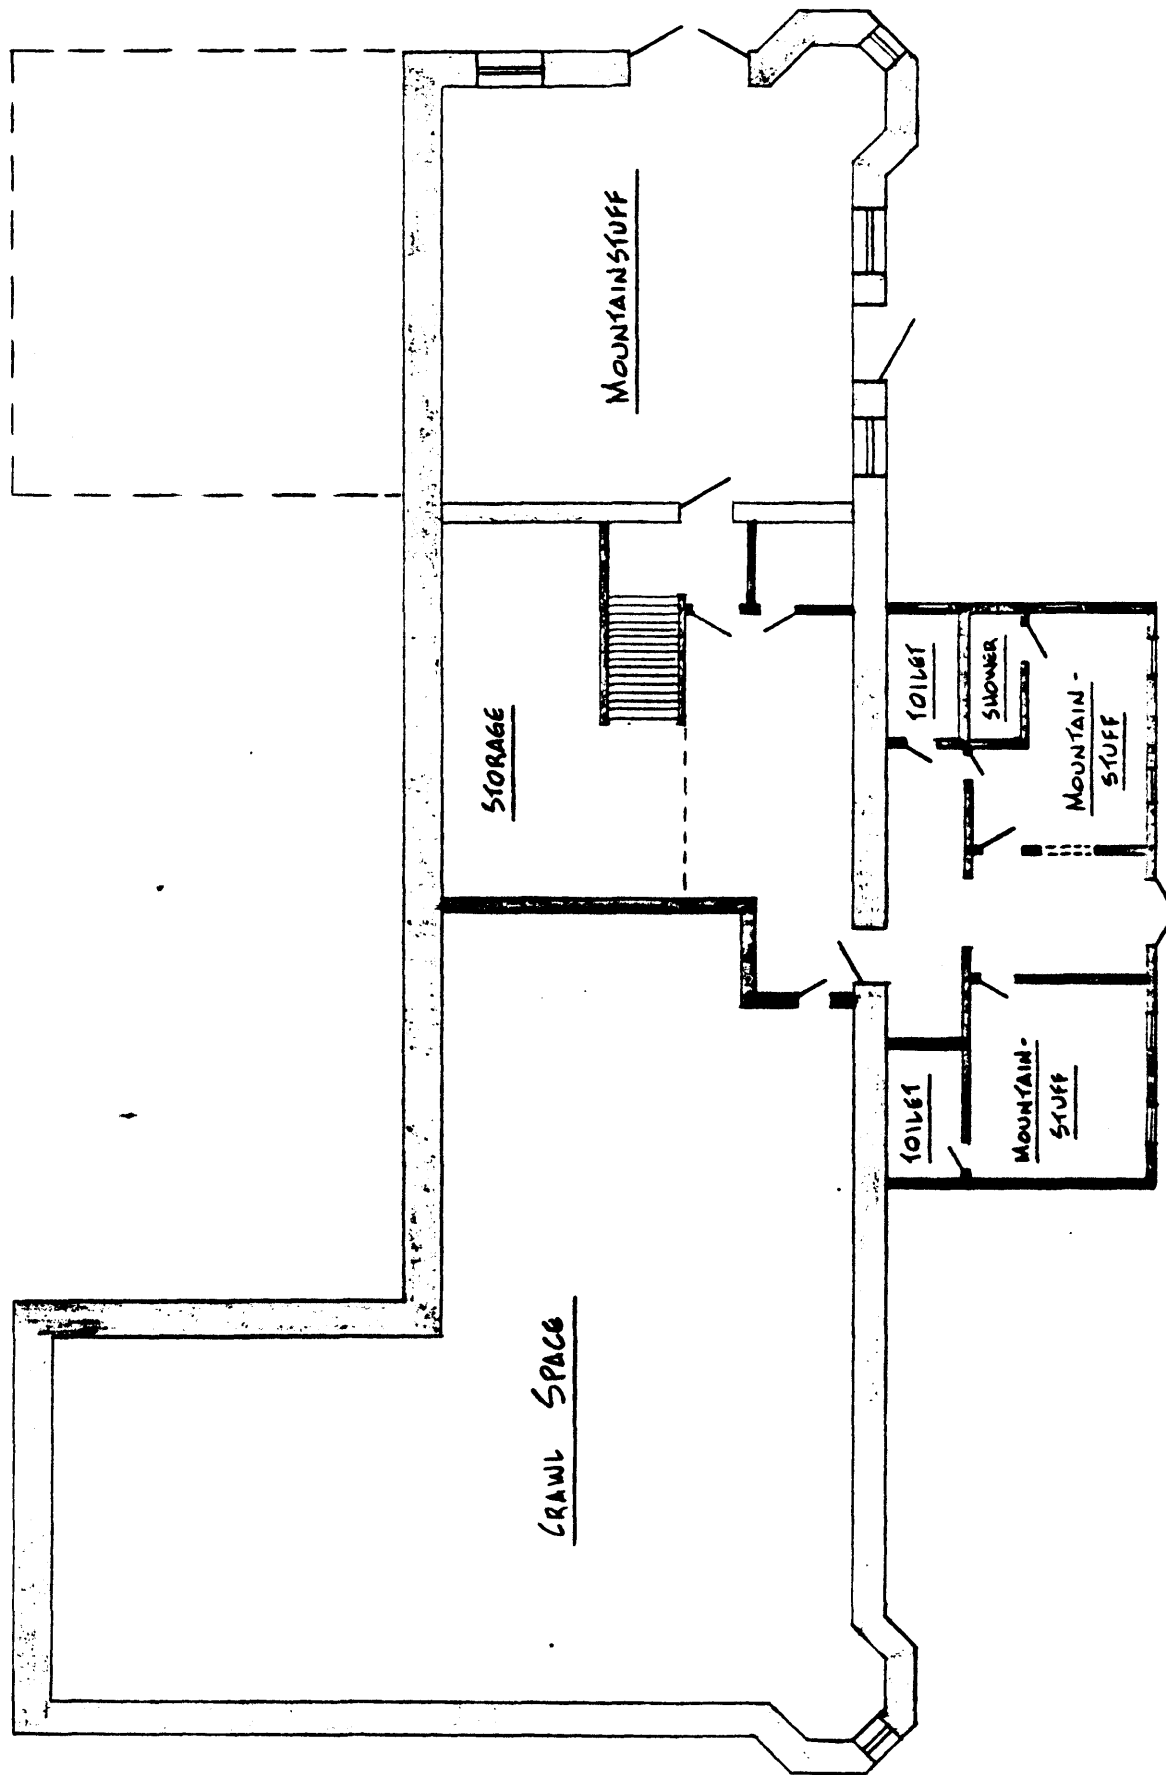 MOUNTAINSTUFF
STORAGE
TOILET
SHOWER
MOUNTAIN-
STUFF
CRAWL SPACE
TOILET
MOUNTAIN-
STUFF